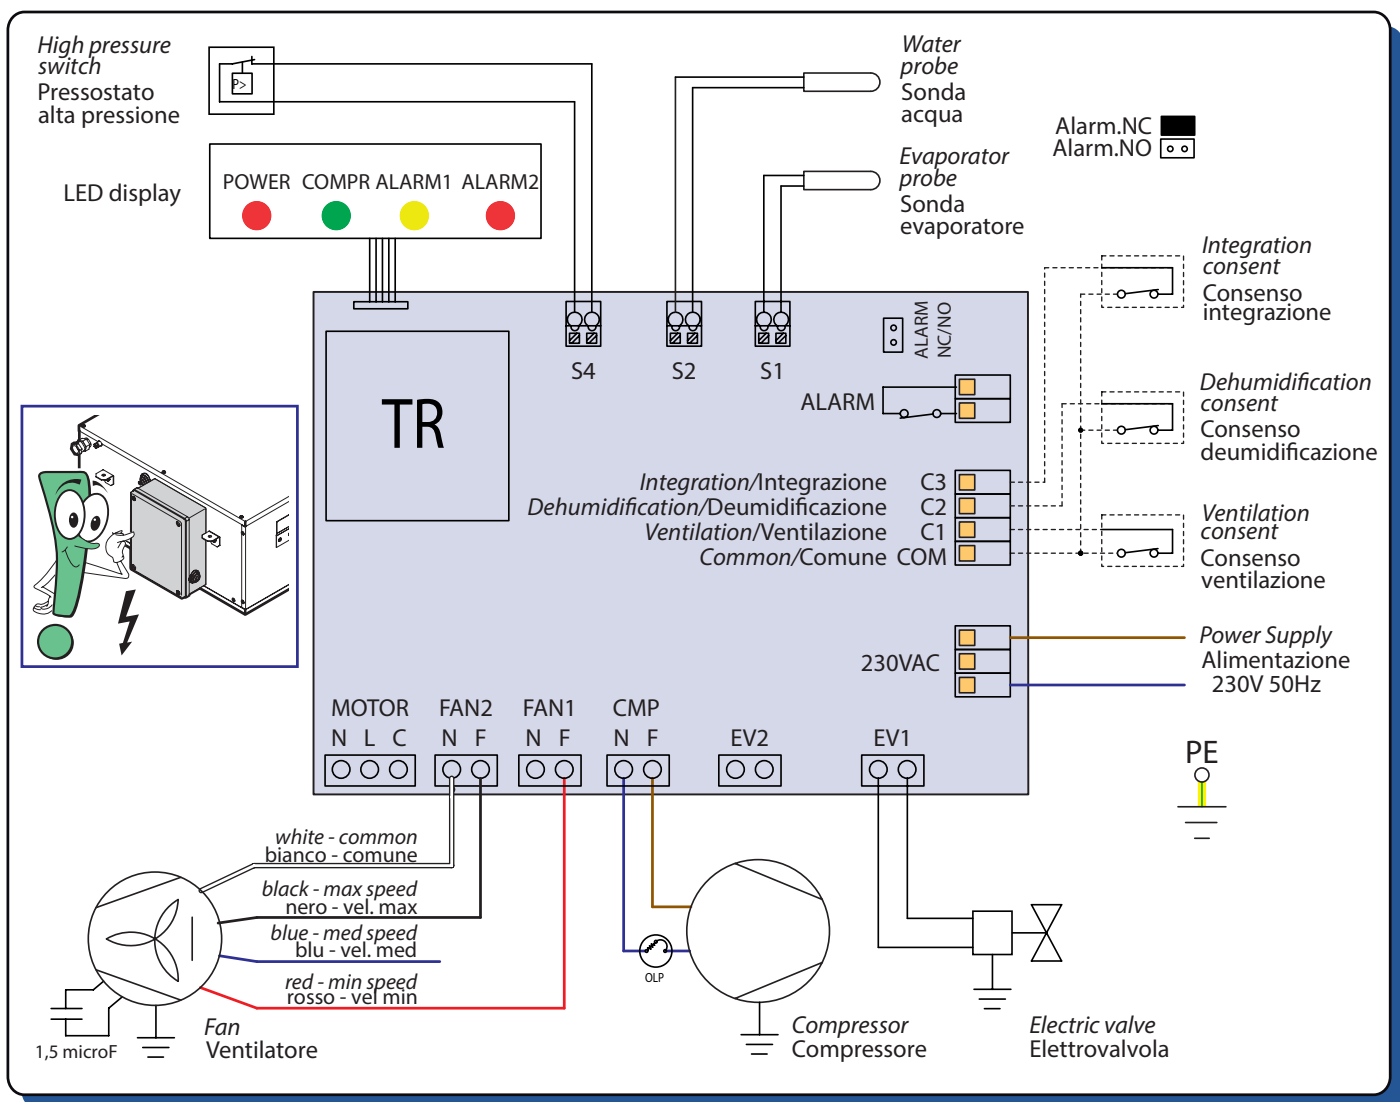 High pressure
switch
Pressostato
alta pressione
P>
Water
probe
Sonda
acqua
Alarm.NC
Alarm.NO
Evaporator
probe
Sonda
evaporatore
LED display
POWER COMPR ALARM1 ALARM2
Integration
consent
Consenso
integrazione
ALARM
NC/NO
S4 S2 S1
TR
ALARM
Dehumidification
consent
Consenso
deumidificazione
Integration/Integrazione C3
Dehumidification/Deumidificazione C2
Ventilation/Ventilazione C1
Common/Comune COM
Ventilation
consent
Consenso
ventilazione
230VAC
Power Supply
Alimentazione
230V 50Hz
MOTOR FAN2 FAN1 CMP
N L C N F N F N F EV2 EV1
PE
white - common
bianco - comune
black - max speed
nero - vel. max
blue - med speed
blu - vel. med
red - min speed
rosso - vel min
OLP
1,5 microF
Fan
Ventilatore
Compressor
Compressore
Electric valve
Elettrovalvola